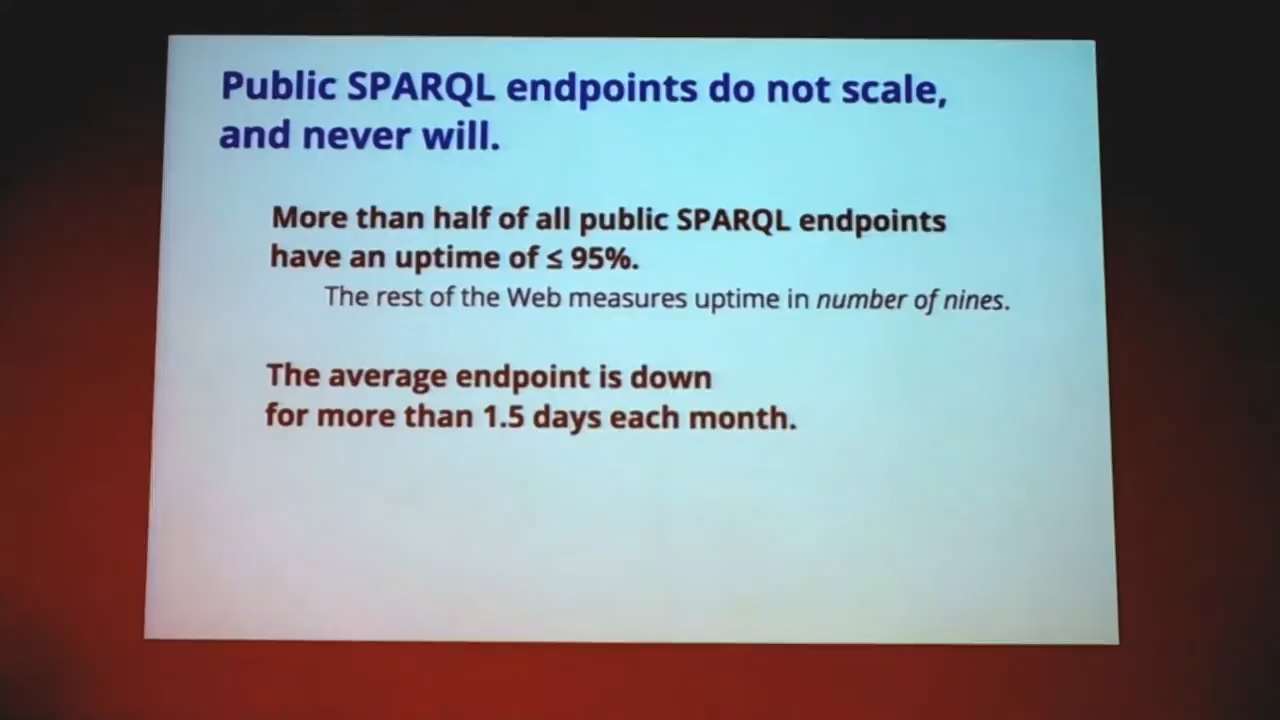 Public SPARQL endpoints do not scale,
and never will.
More than half of all public SPARQL endpoints
have an uptime of ≤ 95%.
The rest of the Web measures uptime in number of nines.
The average endpoint is down
for more than 1.5 days each month.